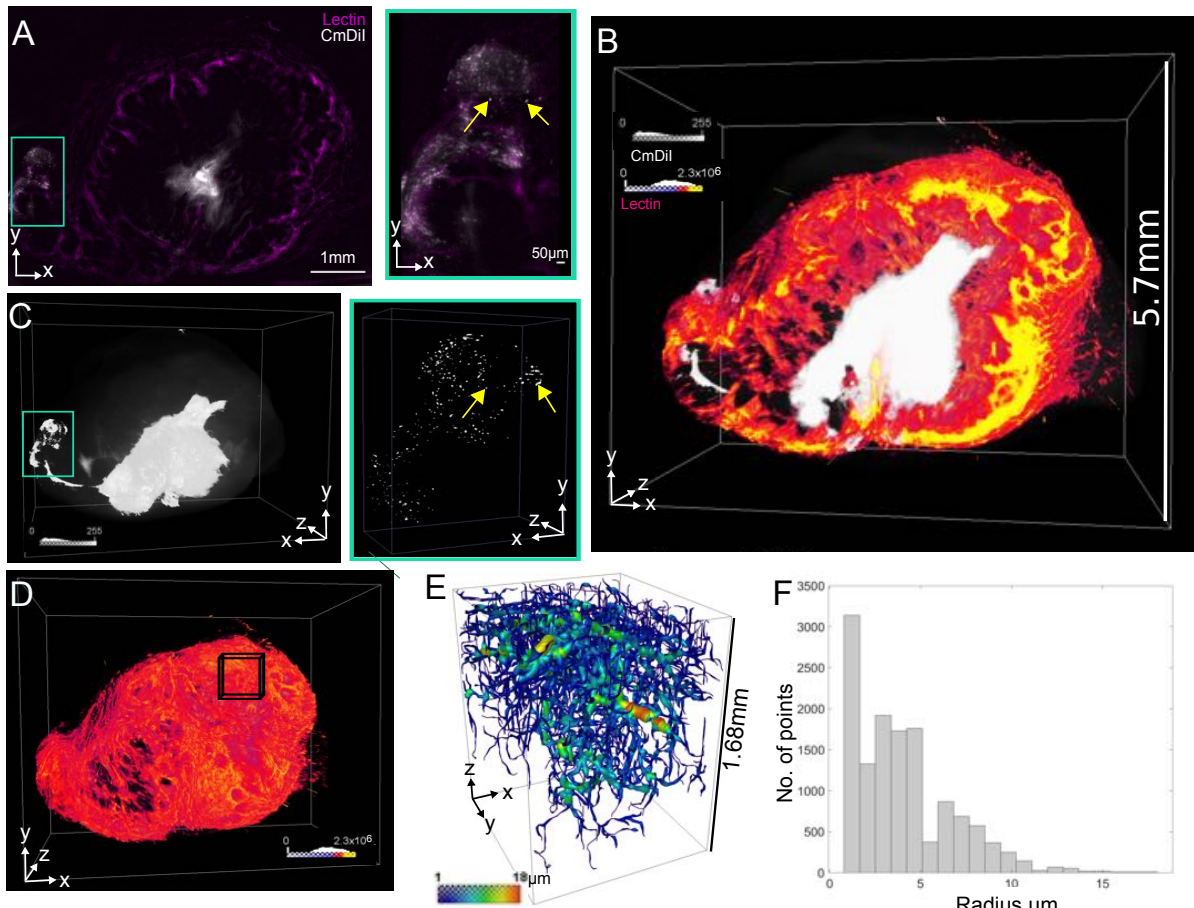 A
Lectin
CmDil
y
x
1mm
y
x
50µm
B
0
255
CmDil
0
2.3x10⁶
Lectin
5.7mm
y
z
x
C
0
255
y
z
x
y
z
x
D
0
2.3x10⁶
y
z
x
E
1.68mm
z
x
y
1
18µm
F
3500
3000
2500
2000
1500
1000
500
0
No. of points
0
5
10
15
Radius µm